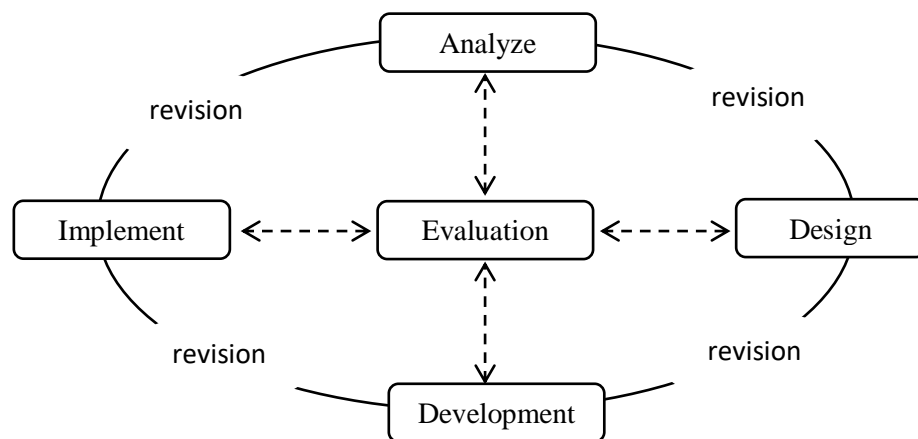 Analyze
revision
revision
Implement
Evaluation
Design
revision
revision
Development